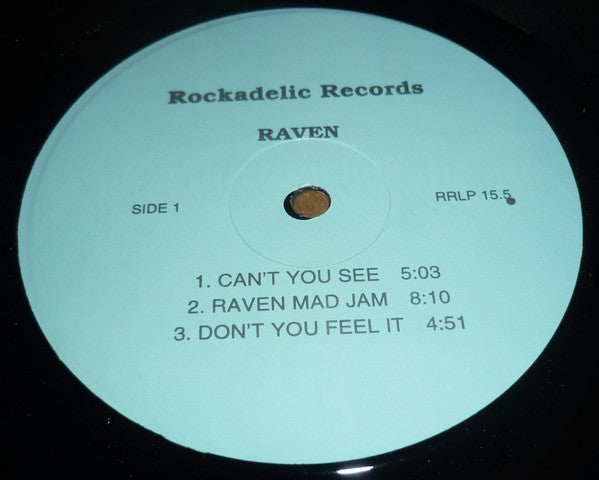 Rockadelic Records
RAVEN
SIDE 1
RRLP 15.5
1. CAN'T YOU SEE 5:03
2. RAVEN MAD JAM 8:10
3. DON'T YOU FEEL IT 4:51